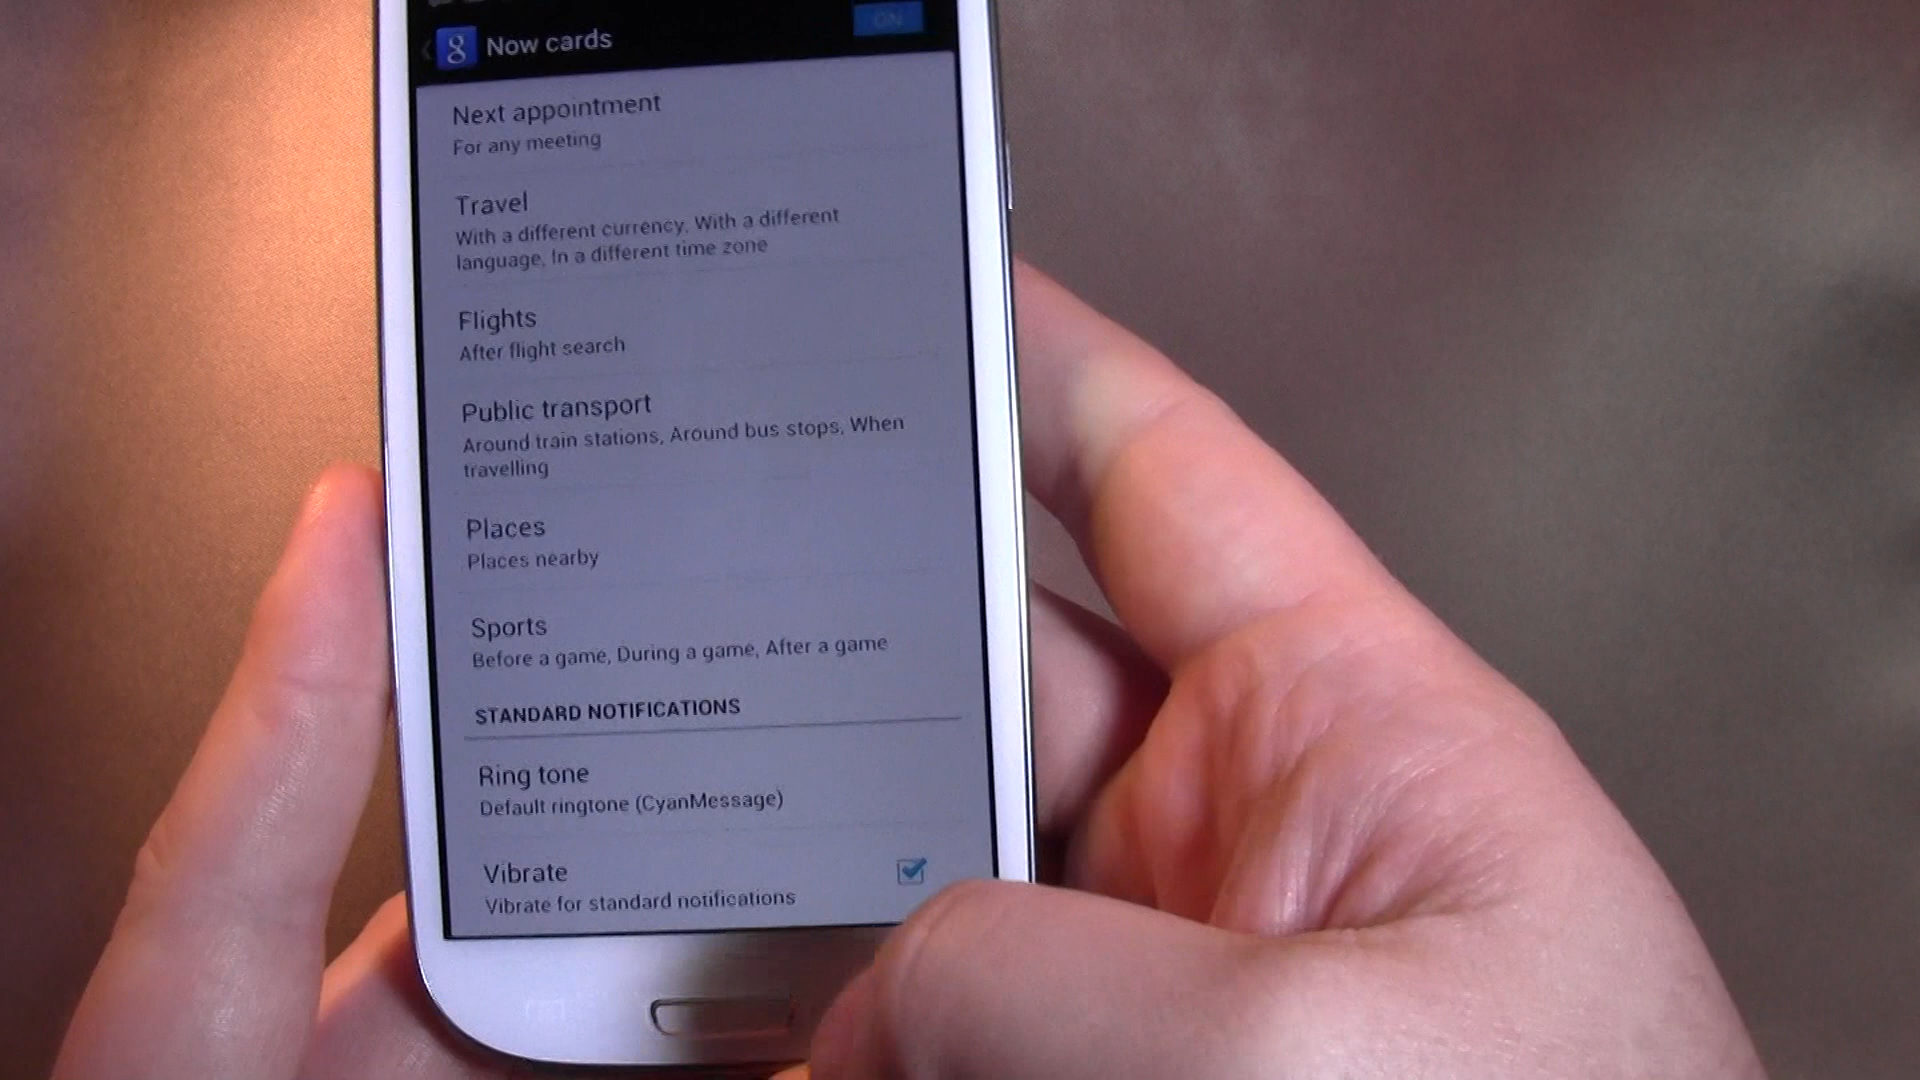 g Now cards ON
Next appointment
For any meeting
Travel
With a different currency, With a different
language, In a different time zone
Flights
After flight search
Public transport
Around train stations, Around bus stops, When
travelling
Places
Places nearby
Sports
Before a game, During a game, After a game
STANDARD NOTIFICATIONS
Ring tone
Default ringtone (CyanMessage)
Vibrate
Vibrate for standard notifications